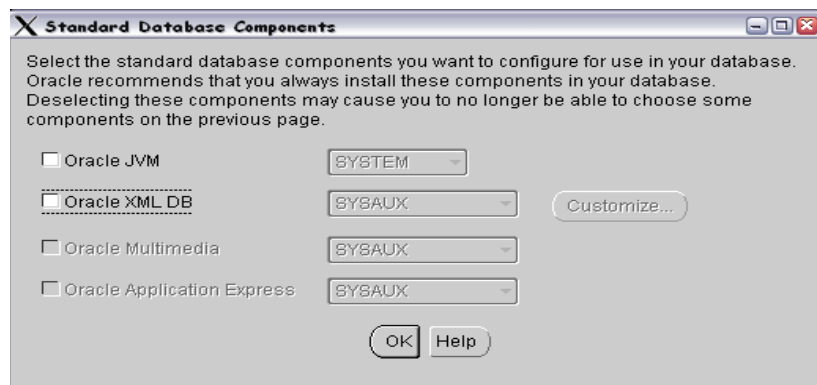 Standard Database Components
Select the standard database components you want to configure for use in your database.
Oracle recommends that you always install these components in your database.
Deselecting these components may cause you to no longer be able to choose some
components on the previous page.
Oracle JVM SYSTEM
Oracle XML DB SYSAUX Customize...
Oracle Multimedia SYSAUX
Oracle Application Express SYSAUX
OK Help